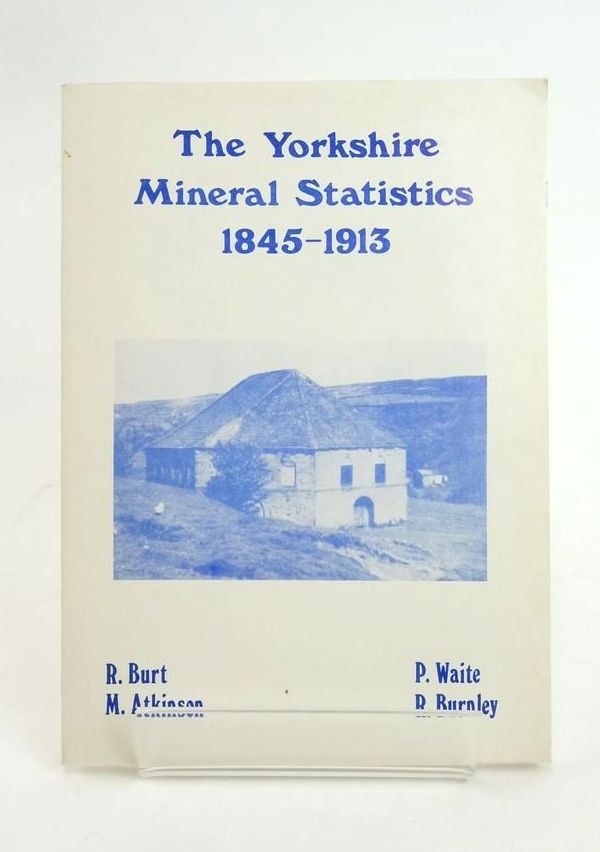 The Yorkshire
Mineral Statistics
1845-1913
R. Burt
P. Waite
M. Atkinson
R. Burnley